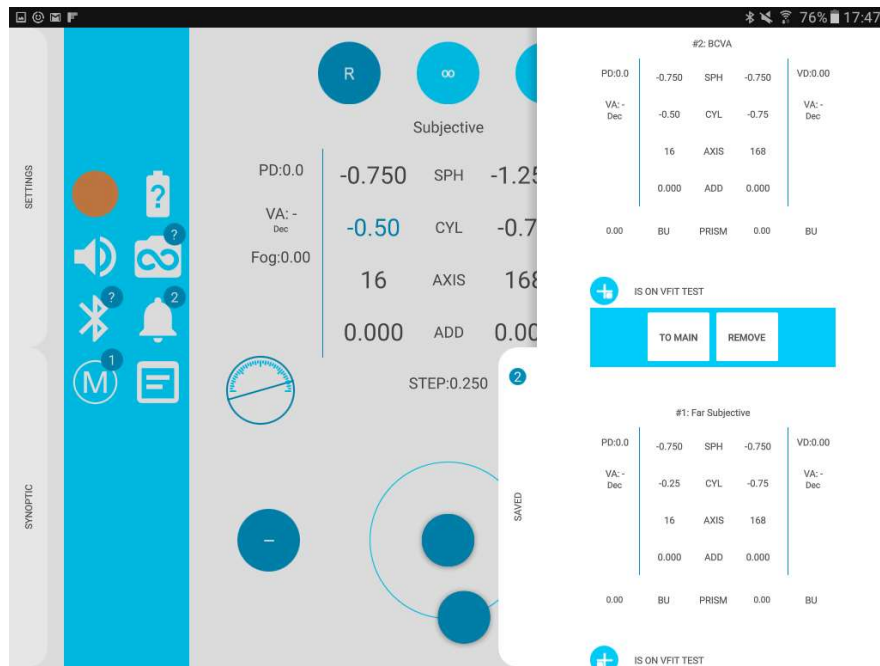 76% 17:47
SETTINGS
SYNOPTIC
?
?
?
2
1
M
R
∞
Subjective
PD:0.0 -0.750 SPH
VA: - Dec -0.50 CYL
Fog:0.00
16 AXIS
0.000 ADD
STEP:0.250
–
2
SAVED
#2: BCVA
PD:0.0 -0.750 SPH -0.750 VD:0.00
VA: - Dec -0.50 CYL -0.75 VA: - Dec
16 AXIS 168
0.000 ADD 0.000
0.00 BU PRISM 0.00 BU
IS ON VFIT TEST
TO MAIN REMOVE
#1: Far Subjective
PD:0.0 -0.750 SPH -0.750 VD:0.00
VA: - Dec -0.25 CYL -0.75 VA: - Dec
16 AXIS 168
0.000 ADD 0.000
0.00 BU PRISM 0.00 BU
IS ON VFIT TEST